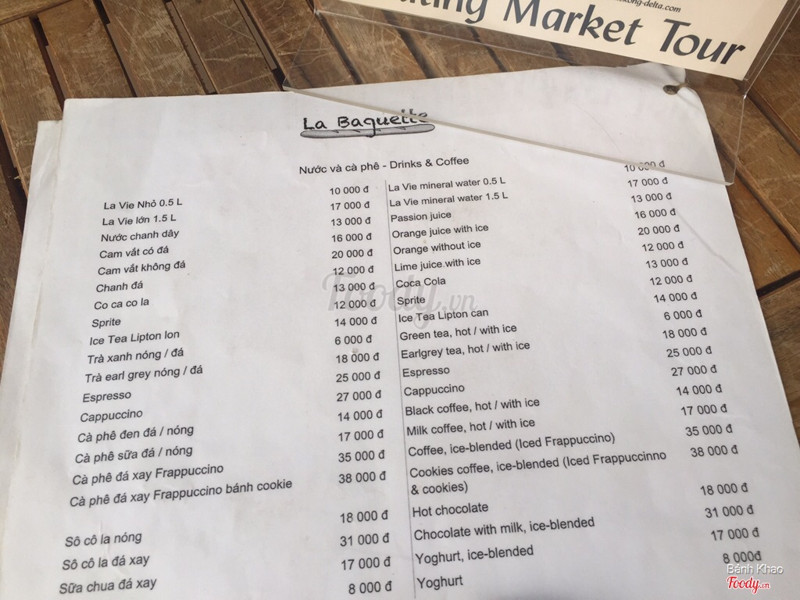 kong-delta.com
ating Market Tour
La Baguette
Nước và cà phê - Drinks & Coffee
La Vie Nhỏ 0.5 L 10 000 đ La Vie mineral water 0.5 L 10 000 đ
La Vie lớn 1.5 L 17 000 đ La Vie mineral water 1.5 L 17 000 đ
Nước chanh dây 13 000 đ Passion juice 13 000 đ
Cam vắt có đá 16 000 đ Orange juice with ice 16 000 đ
Cam vắt không đá 20 000 đ Orange without ice 20 000 đ
Chanh đá 12 000 đ Lime juice.with ice 12 000 đ
Co ca co la 13 000 đ Coca Cola 13 000 đ
Sprite 12 000 đ Sprite 12 000 đ
Ice Tea Lipton lon 14 000 đ Ice Tea Lipton can 14 000 đ
Trà xanh nóng / đá 6 000 đ Green tea, hot / with ice 6 000 đ
Trà earl grey nóng / đá 18 000 đ Earlgrey tea, hot / with ice 18 000 đ
Espresso 25 000 đ Espresso 25 000 đ
Cappuccino 27 000 đ Cappuccino 27 000 đ
Cà phê đen đá / nóng 14 000 đ Black coffee, hot / with ice 14 000 đ
Cà phê sữa đá / nóng 17 000 đ Milk coffee, hot / with ice 17 000 đ
Cà phê đá xay Frappuccino 35 000 đ Coffee, ice-blended (Iced Frappuccino) 35 000 đ
Cà phê đá xay Frappuccino bánh cookie 38 000 đ Cookies coffee, ice-blended (Iced Frappuccinno 38 000 đ
& cookies)
Sô cô la nóng 18 000 đ Hot chocolate 18 000 đ
Sô cô la đá xay 31 000 đ Chocolate with milk, ice-blended 31 000 đ
Sữa chua đá xay 17 000 đ Yoghurt, ice-blended 17 000 đ
8 000 đ Yoghurt 8 000đ
Foody.vn
Bánh Khao
Foody.vn